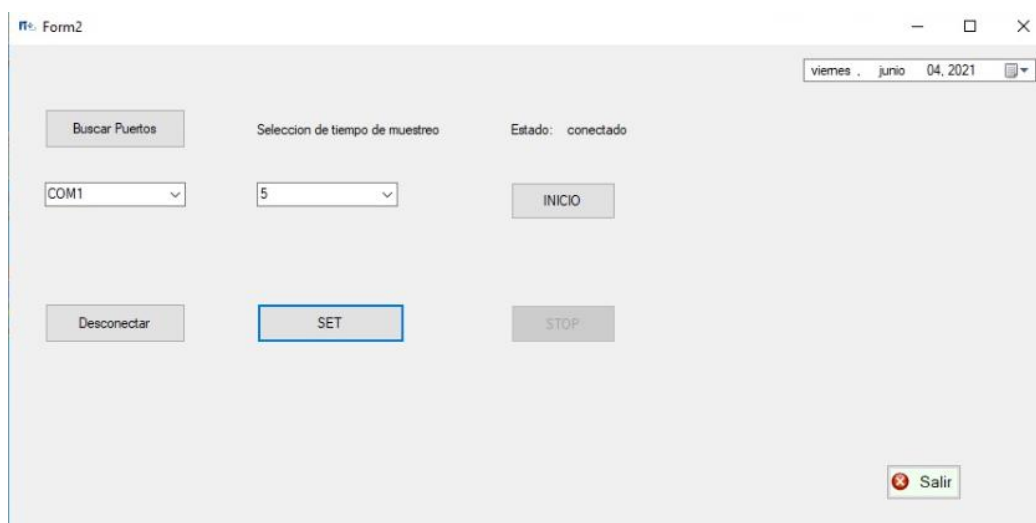 Form2
viernes , junio 04, 2021
Buscar Puertos Seleccion de tiempo de muestreo Estado: conectado
COM1 5 INICIO
Desconectar SET STOP
Salir